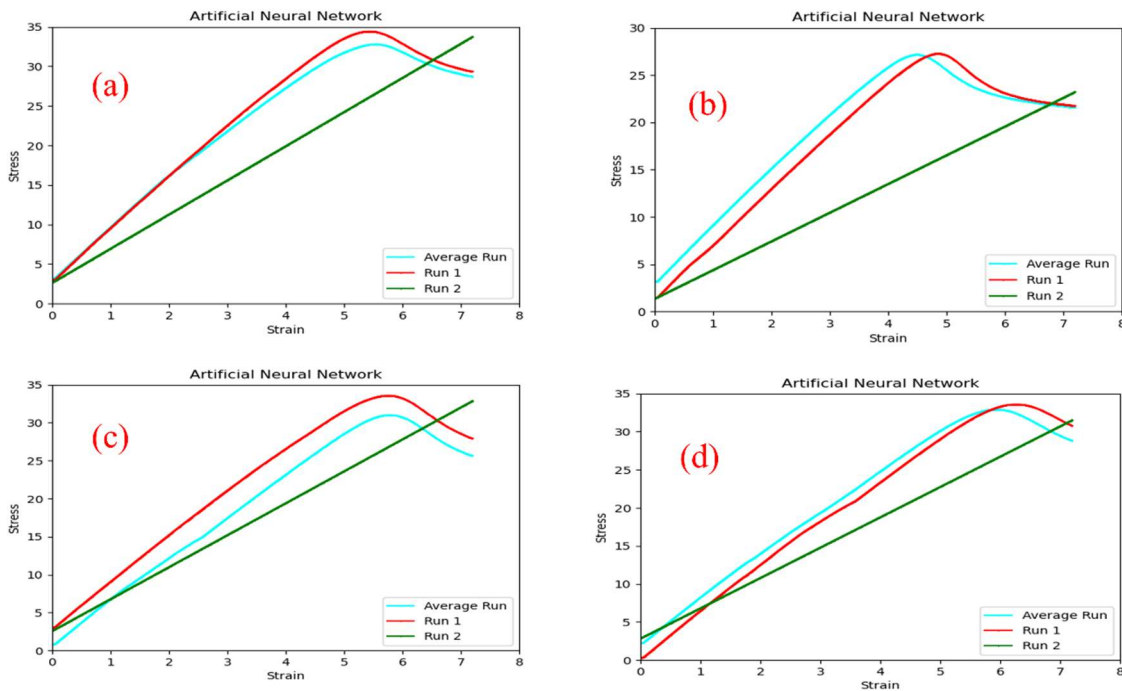 Artificial Neural Network
35
30
25
20
15
10
5
0
Stress
(a)
Average Run
Run 1
Run 2
0 1 2 3 4 5 6 7 8
Strain
Artificial Neural Network
30
25
20
15
10
5
0
Stress
(b)
Average Run
Run 1
Run 2
0 1 2 3 4 5 6 7 8
Strain
Artificial Neural Network
35
30
25
20
15
10
5
0
Stress
(c)
Average Run
Run 1
Run 2
0 1 2 3 4 5 6 7 8
Strain
Artificial Neural Network
35
30
25
20
15
10
5
0
Stress
(d)
Average Run
Run 1
Run 2
0 1 2 3 4 5 6 7 8
Strain